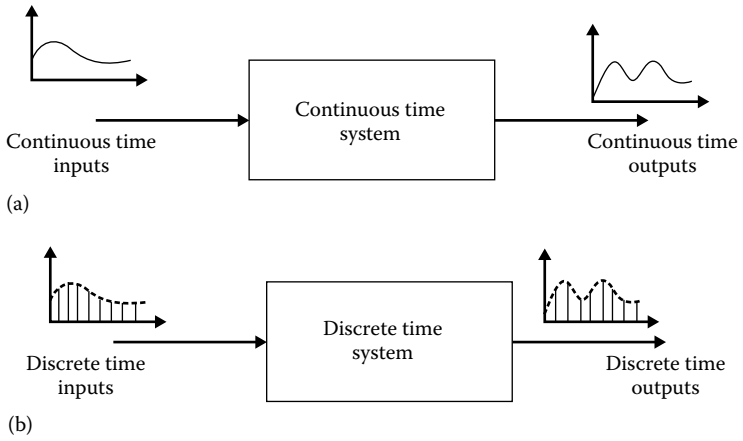 Continuous time
inputs
Continuous time
system
Continuous time
outputs
(a)
Discrete time
inputs
Discrete time
system
Discrete time
outputs
(b)